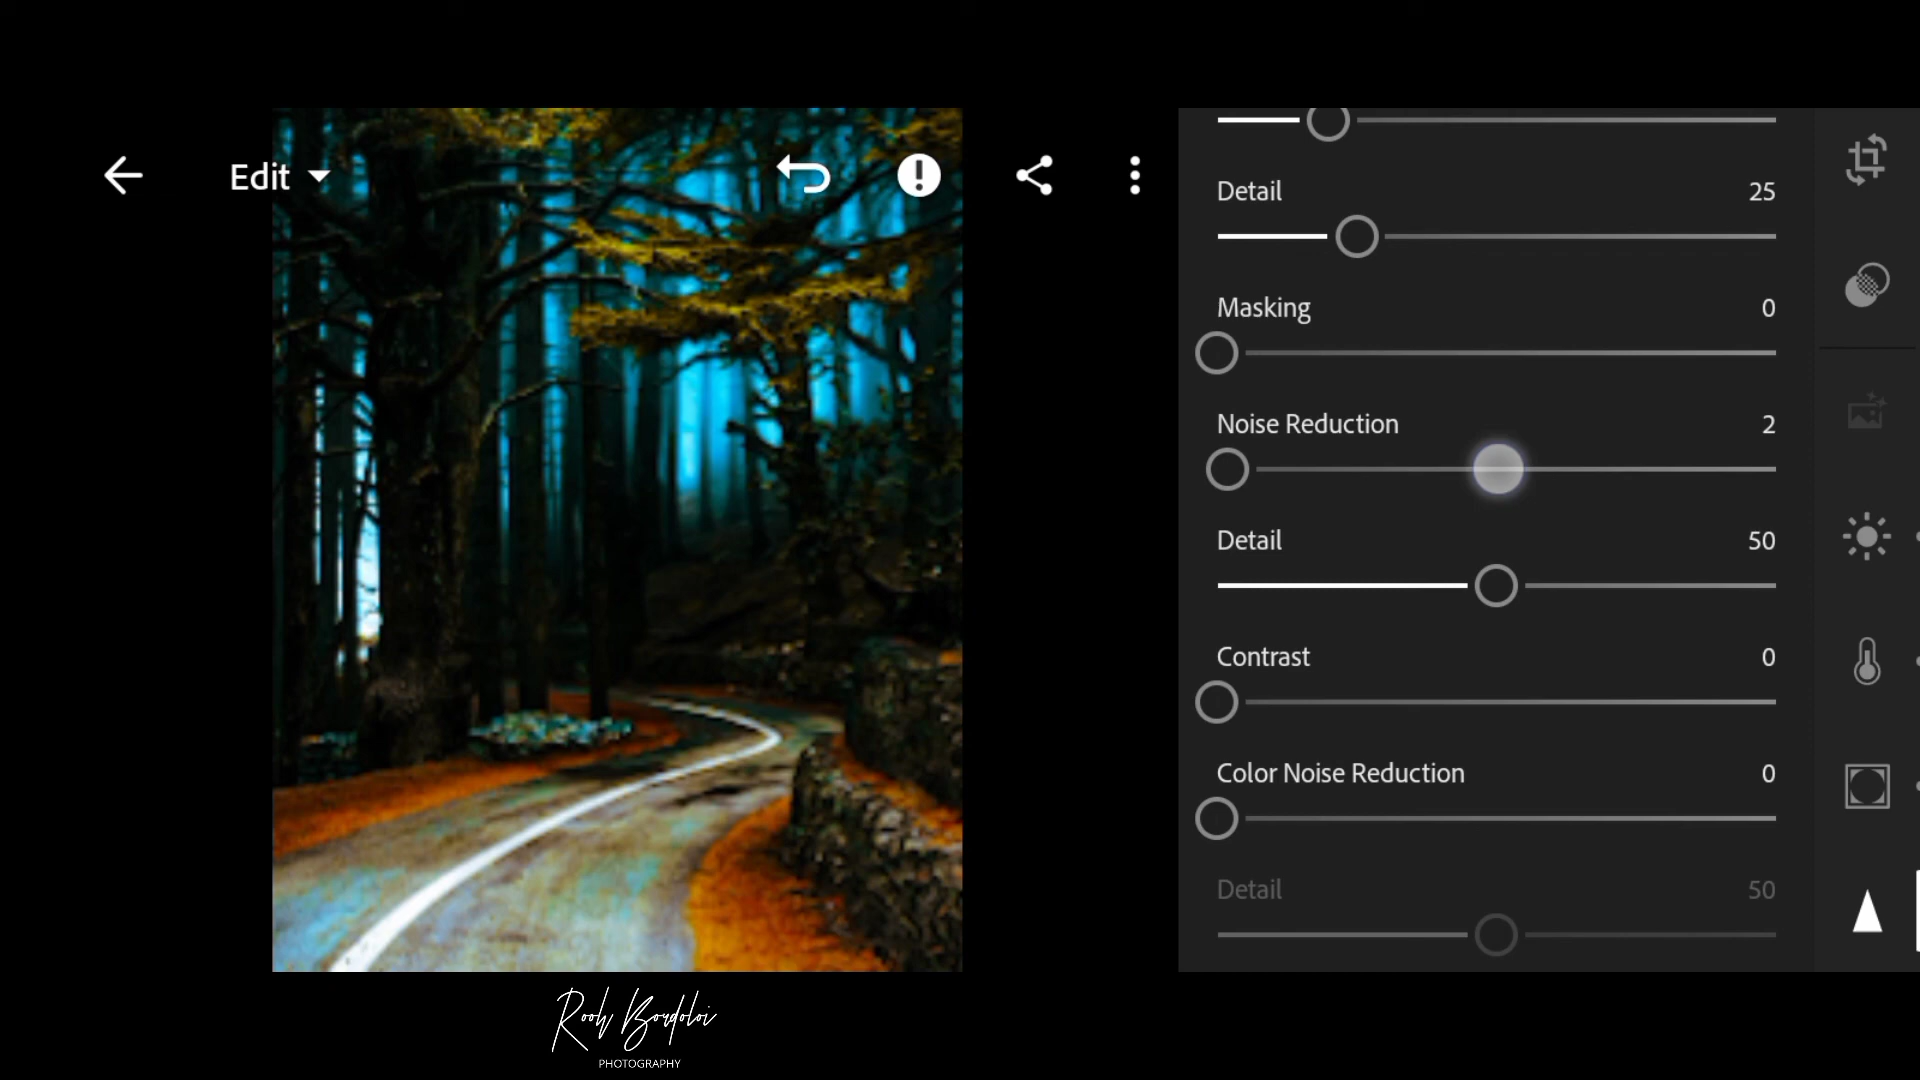 Edit
Detail 25
Masking 0
Noise Reduction 2
Detail 50
Contrast 0
Color Noise Reduction 0
Detail 50
PHOTOGRAPHY